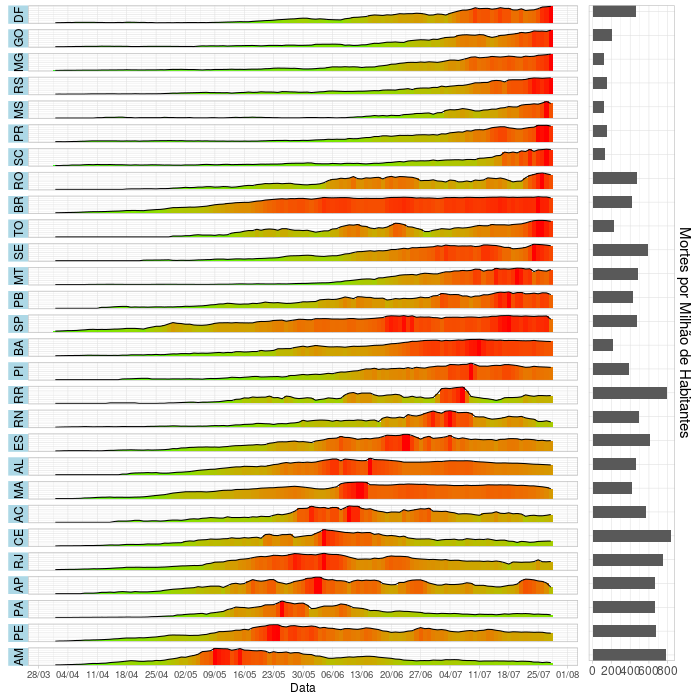 DF
GO
MG
RS
MS
PR
SC
RO
BR
TO
SE
MT
PB
SP
BA
PI
RR
RN
ES
AL
MA
AC
CE
RJ
AP
PA
PE
AM
28/03 04/04 11/04 18/04 25/04 02/05 09/05 16/05 23/05 30/05 06/06 13/06 20/06 27/06 04/07 11/07 18/07 25/07 01/08
Data
0 200 400 600 800
Mortes por Milhão de Habitantes